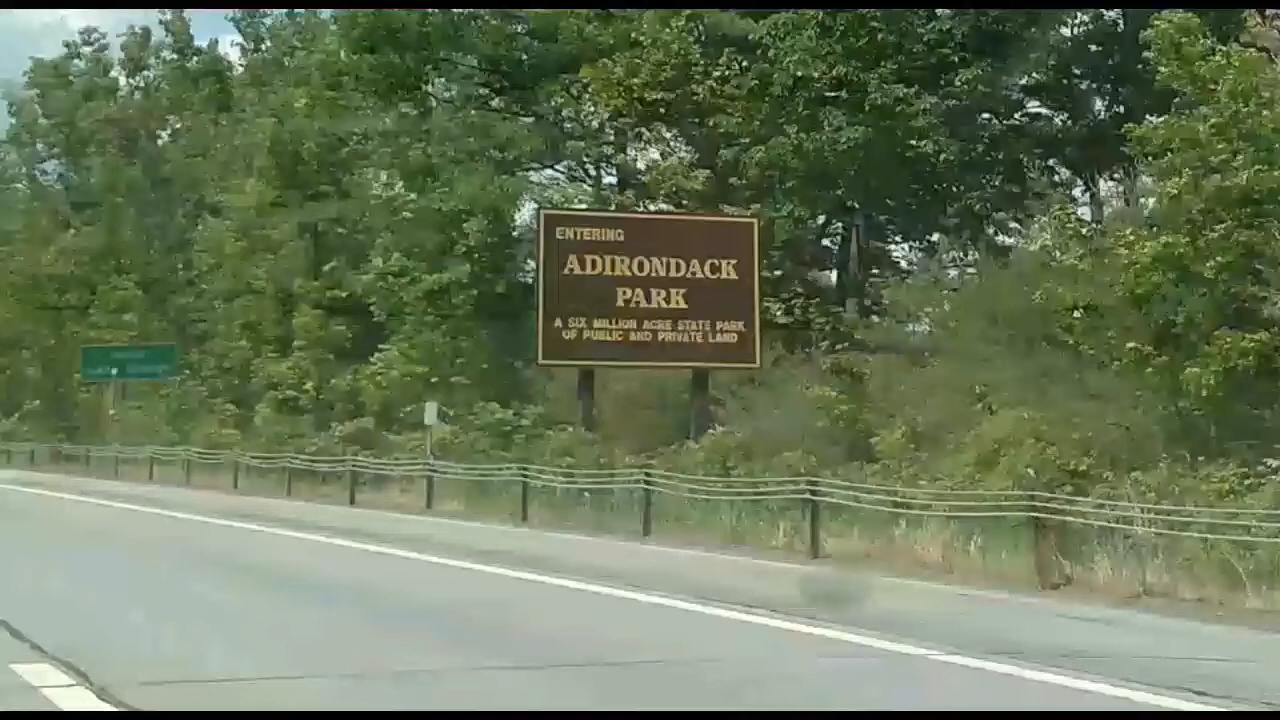 ENTERING
ADIRONDACK
PARK
A SIX MILLION ACRE STATE PARK
OF PUBLIC AND PRIVATE LAND